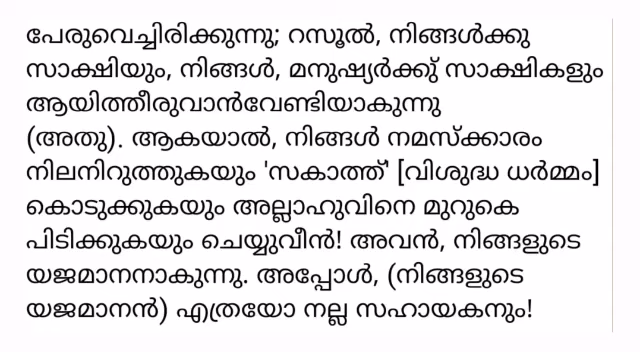 പേരുവെച്ചിരിക്കുന്നു; റസൂൽ, നിങ്ങൾക്കു
സാക്ഷിയും, നിങ്ങൾ, മനുഷ്യർക്കു് സാക്ഷികളും
ആയിത്തീരുവാൻവേണ്ടിയാകുന്നു
(അതു). ആകയാൽ, നിങ്ങൾ നമസ്ക്കാരം
നിലനിറുത്തുകയും 'സകാത്ത്' [വിശുദ്ധ ധർമ്മം]
കൊടുക്കുകയും അല്ലാഹുവിനെ മുറുകെ
പിടിക്കുകയും ചെയ്യുവീൻ! അവൻ, നിങ്ങളുടെ
യജമാനനാകുന്നു. അപ്പോൾ, (നിങ്ങളുടെ
യജമാനൻ) എത്രയോ നല്ല സഹായകനും!